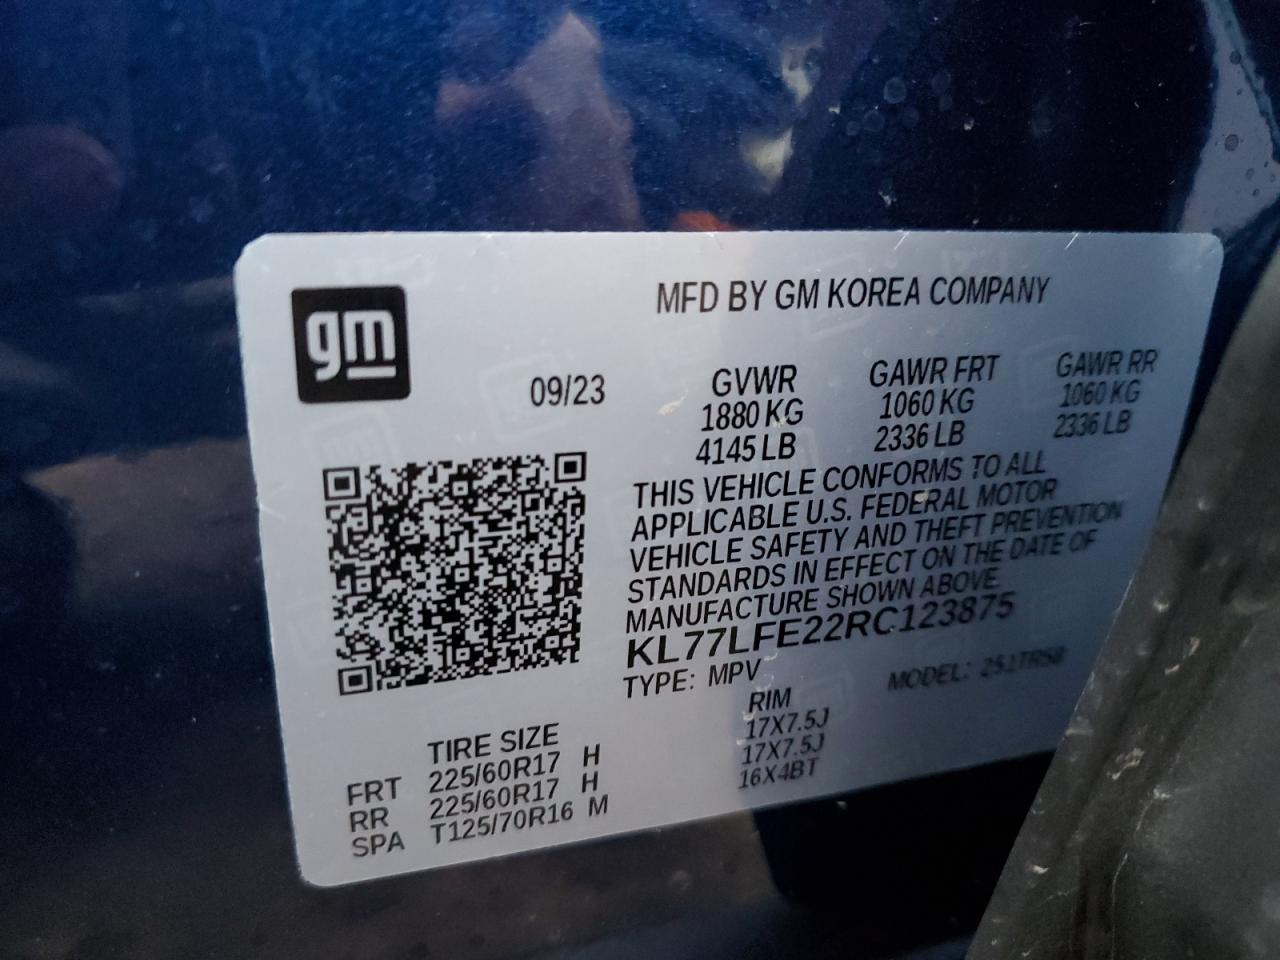 gm
MFD BY GM KOREA COMPANY
09/23
GVWR GAWR FRT GAWR RR
1880 KG 1060 KG 1060 KG
4145 LB 2336 LB 2336 LB
THIS VEHICLE CONFORMS TO ALL
APPLICABLE U.S. FEDERAL MOTOR
VEHICLE SAFETY AND THEFT PREVENTION
STANDARDS IN EFFECT ON THE DATE OF
MANUFACTURE SHOWN ABOVE.
KL77LFE22RC123875
TYPE: MPV MODEL:
TIRE SIZE RIM
FRT 225/60R17 H 17X7.5J
RR 225/60R17 H 17X7.5J
SPA T125/70R16 M 16X4BT